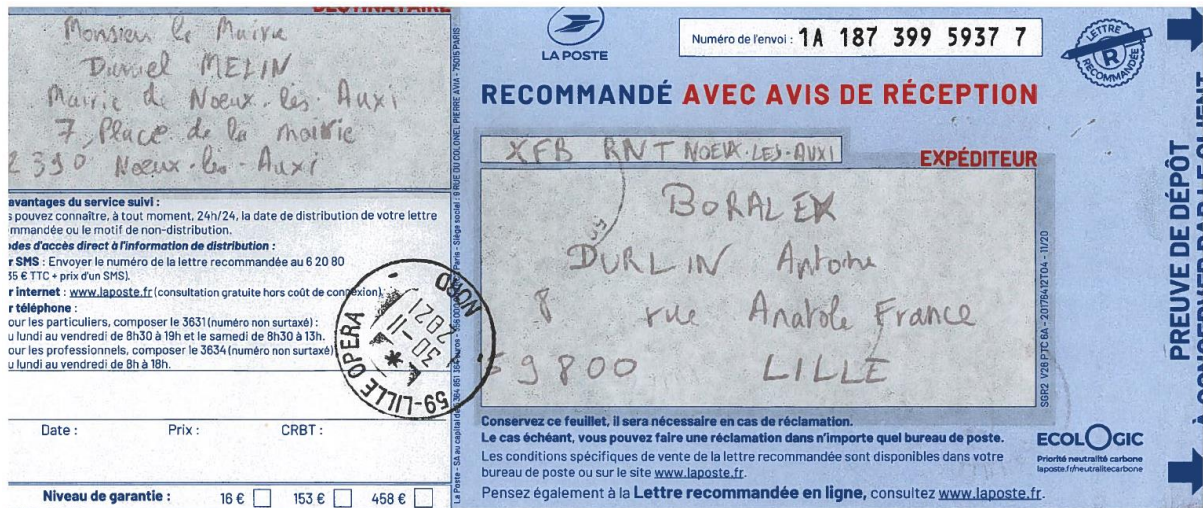 DESTINATAIRE
Monsieur le Maire
Daniel MELIN
Mairie de Noeux-les-Auxi
7, Place de la mairie
2390 Noeux-les-Auxi
avantages du service suivi :
s pouvez connaître, à tout moment, 24h/24, la date de distribution de votre lettre
mmandée ou le motif de non-distribution.
odes d'accès direct à l'information de distribution :
r SMS : Envoyer le numéro de la lettre recommandée au 6 20 80
35 € TTC + prix d'un SMS).
r internet : www.laposte.fr (consultation gratuite hors coût de connexion).
r téléphone :
our les particuliers, composer le 3631 (numéro non surtaxé) :
u lundi au vendredi de 8h30 à 19h et le samedi de 8h30 à 13h.
our les professionnels, composer le 3634 (numéro non surtaxé)
u lundi au vendredi de 8h à 18h.
Date : Prix : CRBT :
Niveau de garantie : 16 € 153 € 458 €
59-LILLE OPERA
30-11
2021
NORD
LA POSTE
Numéro de l'envoi : 1A 187 399 5937 7
LETTRE
R
RECOMMANDÉE
RECOMMANDÉ AVEC AVIS DE RÉCEPTION
XFB RNT NOEUX-LES-AUXI
EXPÉDITEUR
BORALEX
DURLIN Antoine
8 rue Anatole France
59800 LILLE
Conservez ce feuillet, il sera nécessaire en cas de réclamation.
Le cas échéant, vous pouvez faire une réclamation dans n'importe quel bureau de poste.
Les conditions spécifiques de vente de la lettre recommandée sont disponibles dans votre
bureau de poste ou sur le site www.laposte.fr.
Pensez également à la Lettre recommandée en ligne, consultez www.laposte.fr.
SGR2 V26 PJC 6A - 20176412T04 - 11/20
ECOLOGIC
Priorité neutralité carbone
laposte.fr/neutralitecarbone
PREUVE DE DÉPÔT
À CONSERVER PAR LE CLIENT